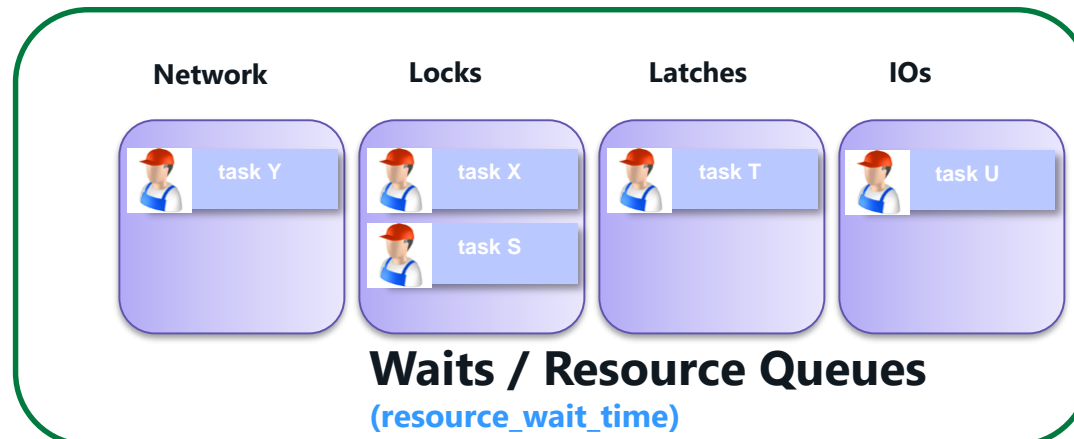 Network Locks Latches IOs
task Y task X task T task U
task S
Waits / Resource Queues
(resource_wait_time)